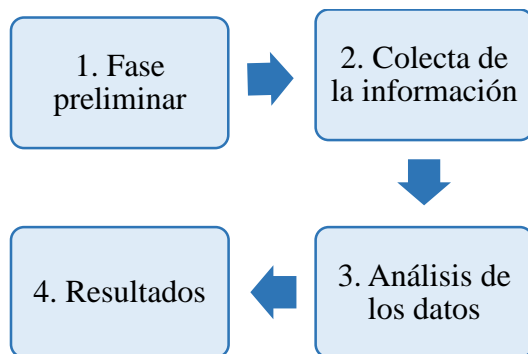 1. Fase
preliminar
2. Colecta de
la información
3. Análisis de
los datos
4. Resultados